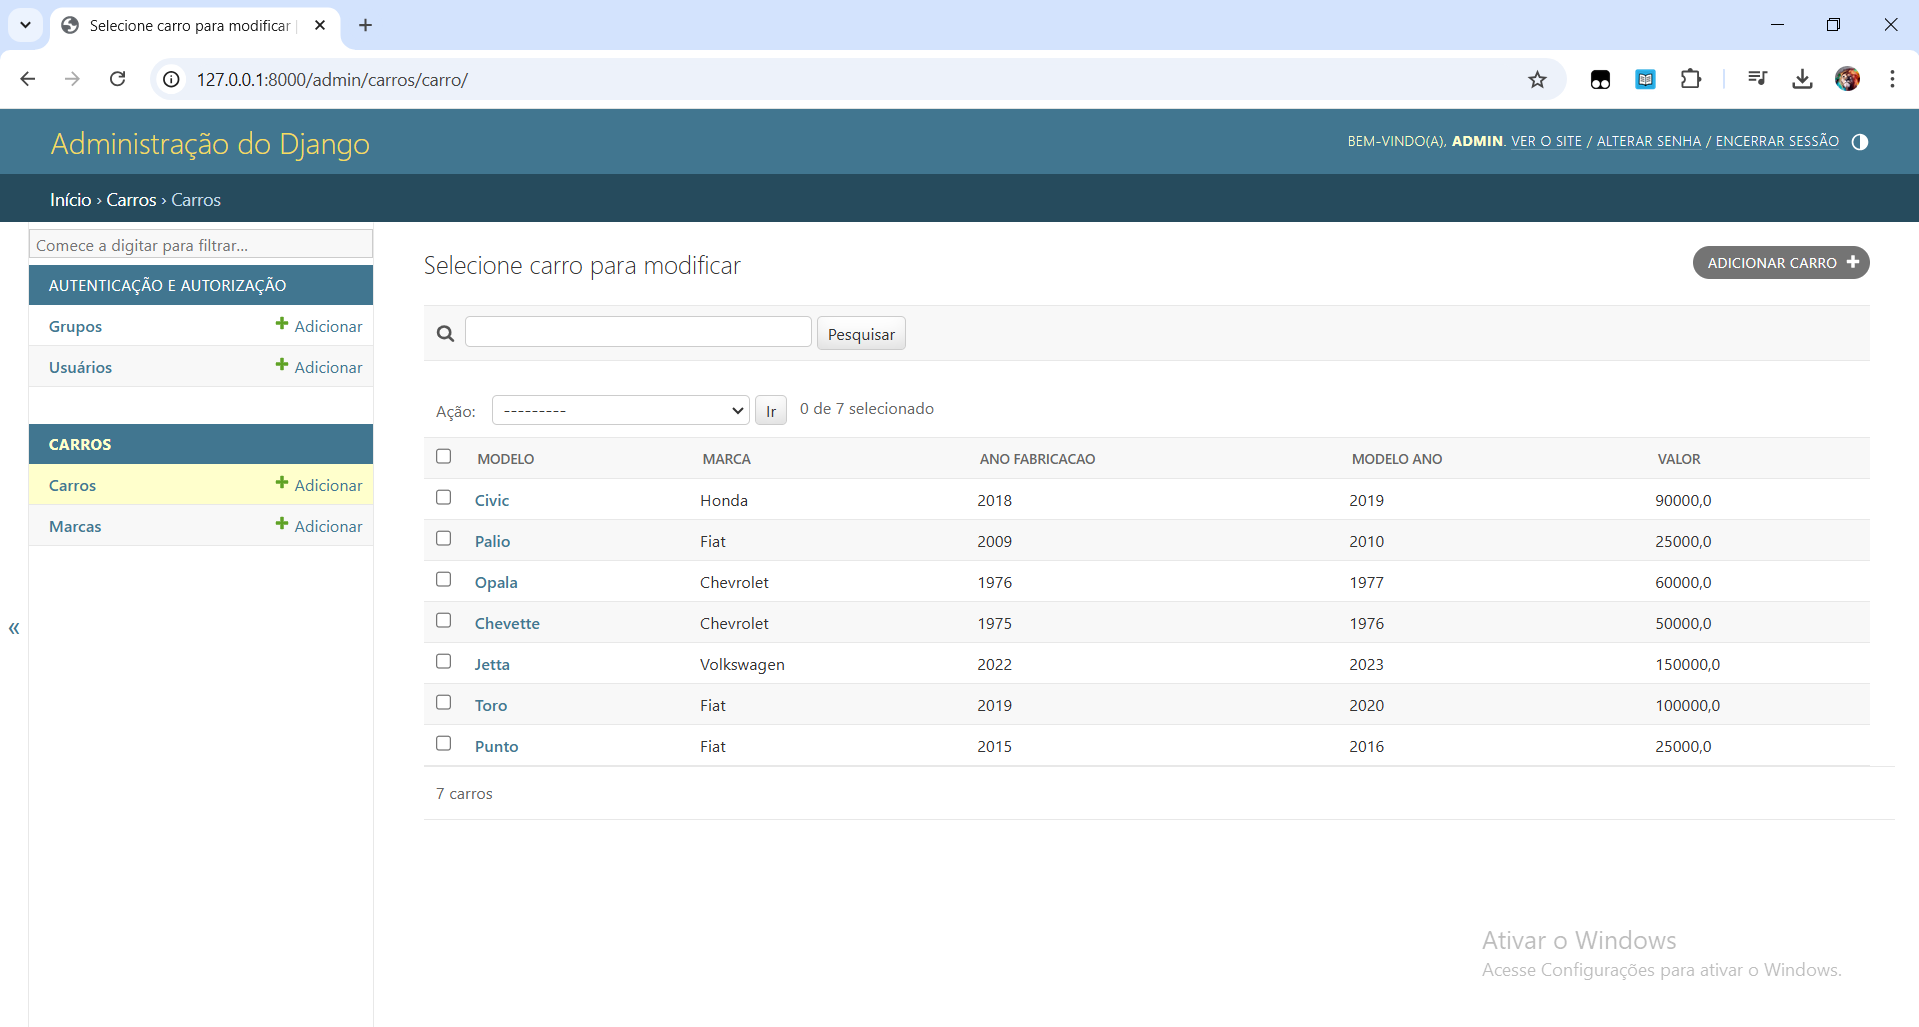 Selecione carro para modificar |
127.0.0.1:8000/admin/carros/carro/
Administração do Django
BEM-VINDO(A), ADMIN. VER O SITE / ALTERAR SENHA / ENCERRAR SESSÃO
Início › Carros › Carros
Comece a digitar para filtrar...
AUTENTICAÇÃO E AUTORIZAÇÃO
Grupos Adicionar
Usuários Adicionar
CARROS
Carros Adicionar
Marcas Adicionar
«
Selecione carro para modificar
ADICIONAR CARRO
Pesquisar
Ação: --------- Ir 0 de 7 selecionado
MODELO MARCA ANO FABRICACAO MODELO ANO VALOR
Civic Honda 2018 2019 90000,0
Palio Fiat 2009 2010 25000,0
Opala Chevrolet 1976 1977 60000,0
Chevette Chevrolet 1975 1976 50000,0
Jetta Volkswagen 2022 2023 150000,0
Toro Fiat 2019 2020 100000,0
Punto Fiat 2015 2016 25000,0
7 carros
Ativar o Windows
Acesse Configurações para ativar o Windows.